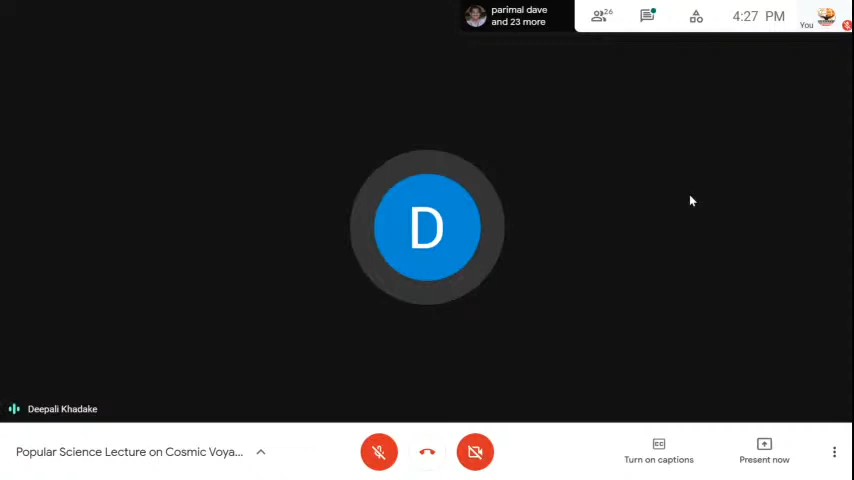 parimal dave
and 23 more
26
4:27 PM
You
D
Deepali Khadake
Popular Science Lecture on Cosmic Voya...
CC
Turn on captions
Present now